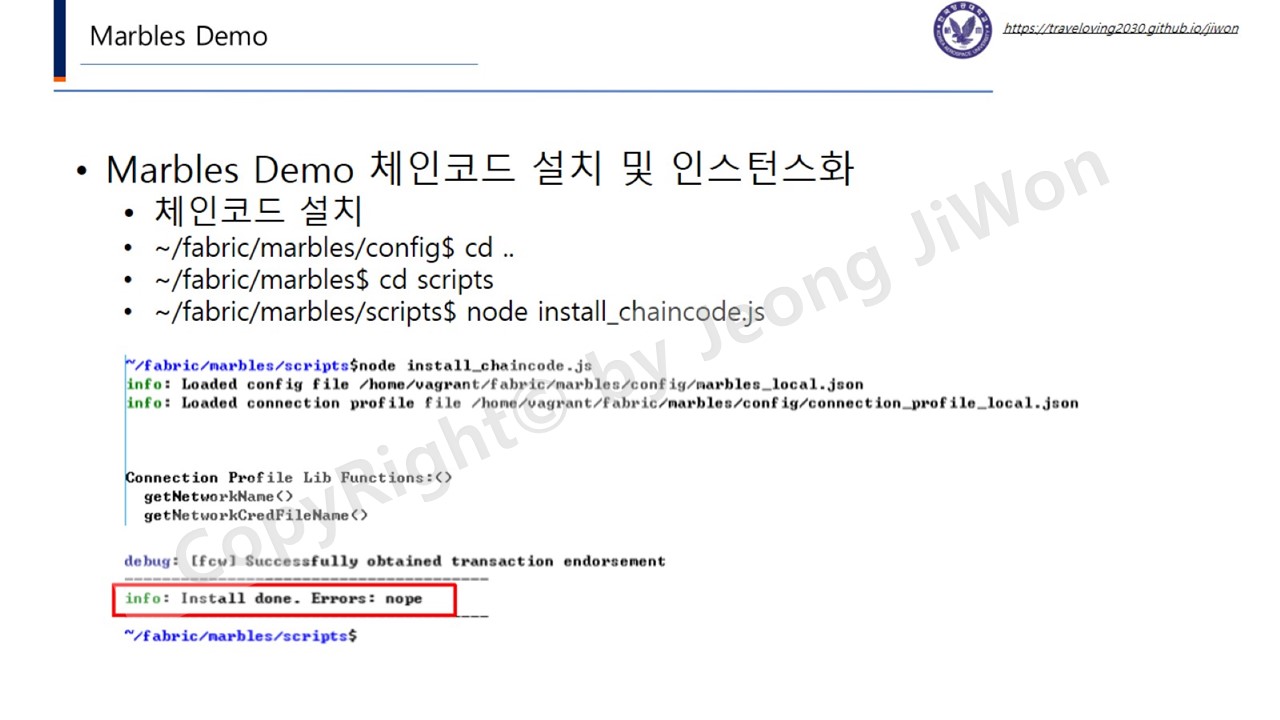 Marbles Demo
https://traveloving2030.github.io/jiwon
• Marbles Demo 체인코드 설치 및 인스턴스화
• 체인코드 설치
• ~/fabric/marbles/config$ cd ..
• ~/fabric/marbles$ cd scripts
• ~/fabric/marbles/scripts$ node install_chaincode.js
~/fabric/marbles/scripts$node install_chaincode.js
info: Loaded config file /home/vagrant/fabric/marbles/config/marbles_local.json
info: Loaded connection profile file /home/vagrant/fabric/marbles/config/connection_profile_local.json
Connection Profile Lib Functions:()
getNetworkName()
getNetworkCredFileName()
debug: [fcw] Successfully obtained transaction endorsement
---------------------------------------
info: Install done. Errors: nope
---------------------------------------
~/fabric/marbles/scripts$
CopyRight© by Jeong JiWon